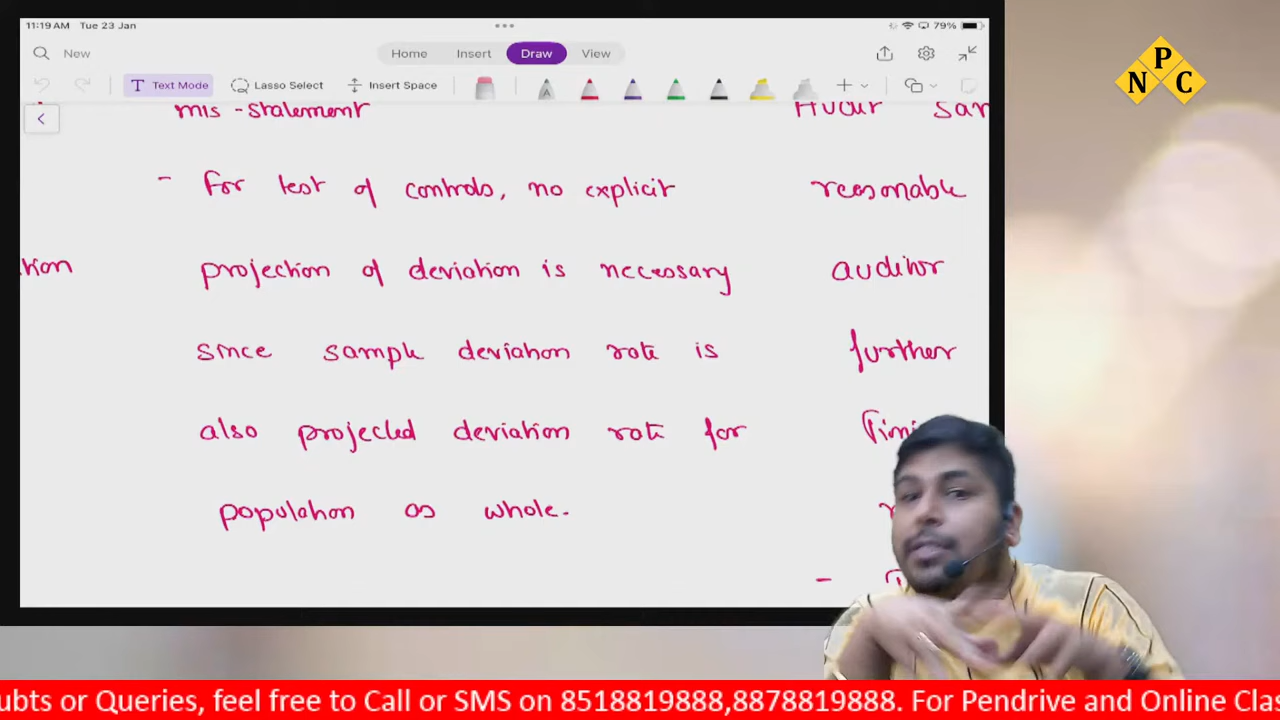 11:19 AM Tue 23 Jan
79%
New
Home Insert Draw View
Text Mode Lasso Select Insert Space
mis-statement
- For test of controls, no explicit
projection of deviation is necessary
since sample deviation rate is
also projected deviation rate for
population as whole.
reasonable
auditor
further
N P C
ubts or Queries, feel free to Call or SMS on 8518819888,8878819888. For Pendrive and Online Clas